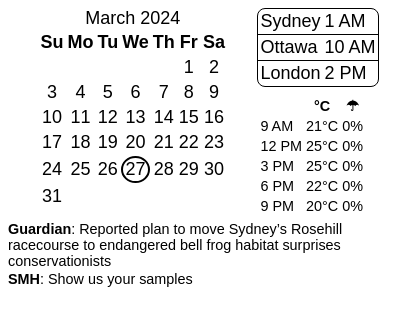 March 2024
Su Mo Tu We Th Fr Sa
1 2
3 4 5 6 7 8 9
10 11 12 13 14 15 16
17 18 19 20 21 22 23
24 25 26 27 28 29 30
31
Sydney 1 AM
Ottawa 10 AM
London 2 PM
°C ☂
9 AM 21°C 0%
12 PM 25°C 0%
3 PM 25°C 0%
6 PM 22°C 0%
9 PM 20°C 0%
Guardian: Reported plan to move Sydney's Rosehill
racecourse to endangered bell frog habitat surprises
conservationists
SMH: Show us your samples